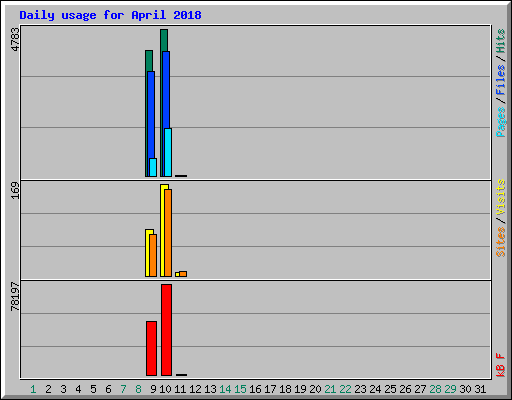 Daily usage for April 2018
4783
Pages / Files / Hits
169
Sites / Visits
78197
kB F
1 2 3 4 5 6 7 8 9 10 11 12 13 14 15 16 17 18 19 20 21 22 23 24 25 26 27 28 29 30 31